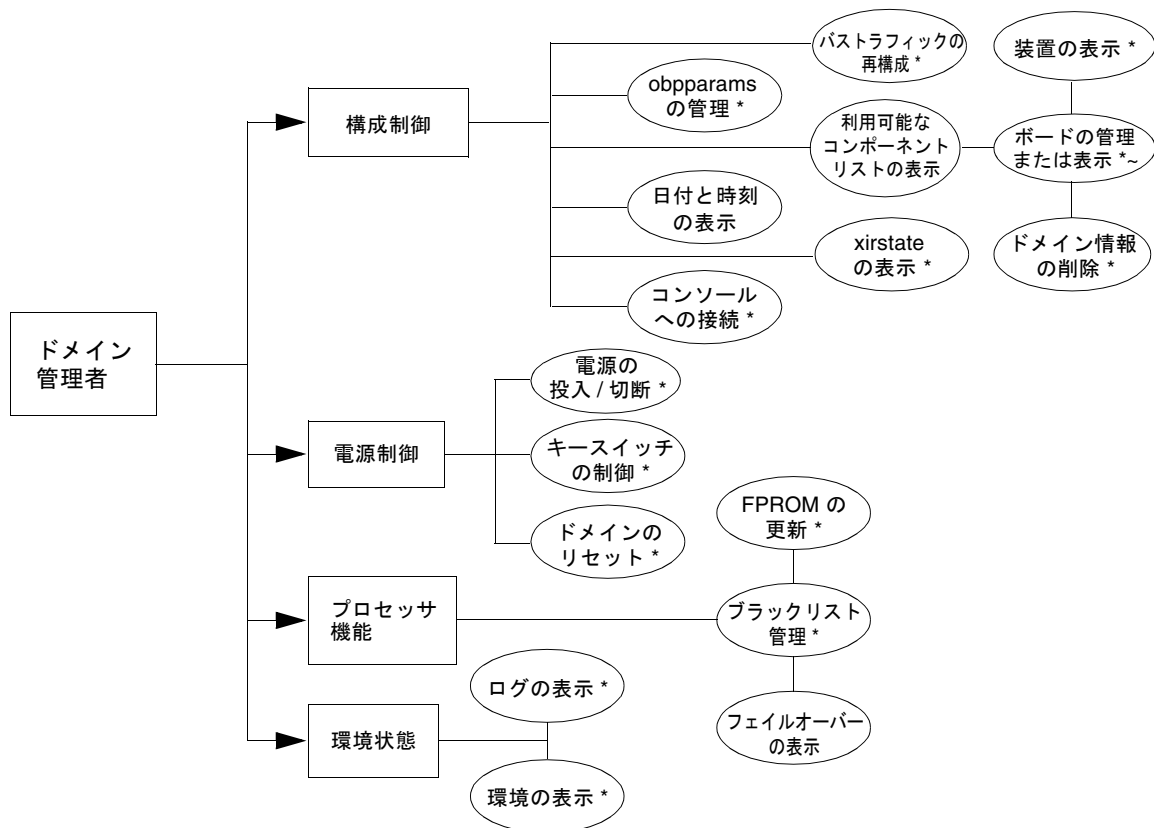 バストラフィックの
再構成 *
装置の表示 *
obpparams
の管理 *
構成制御
利用可能な
コンポーネント
リストの表示
ボードの管理
または表示 *~
日付と時刻
の表示
xirstate
の表示 *
ドメイン情報
の削除 *
コンソール
への接続 *
ドメイン
管理者
電源の
投入 / 切断 *
電源制御
キースイッチ
の制御 *
ドメインの
リセット *
FPROM の
更新 *
プロセッサ
機能
ブラックリスト
管理 *
ログの表示 *
フェイルオーバー
の表示
環境状態
環境の表示 *